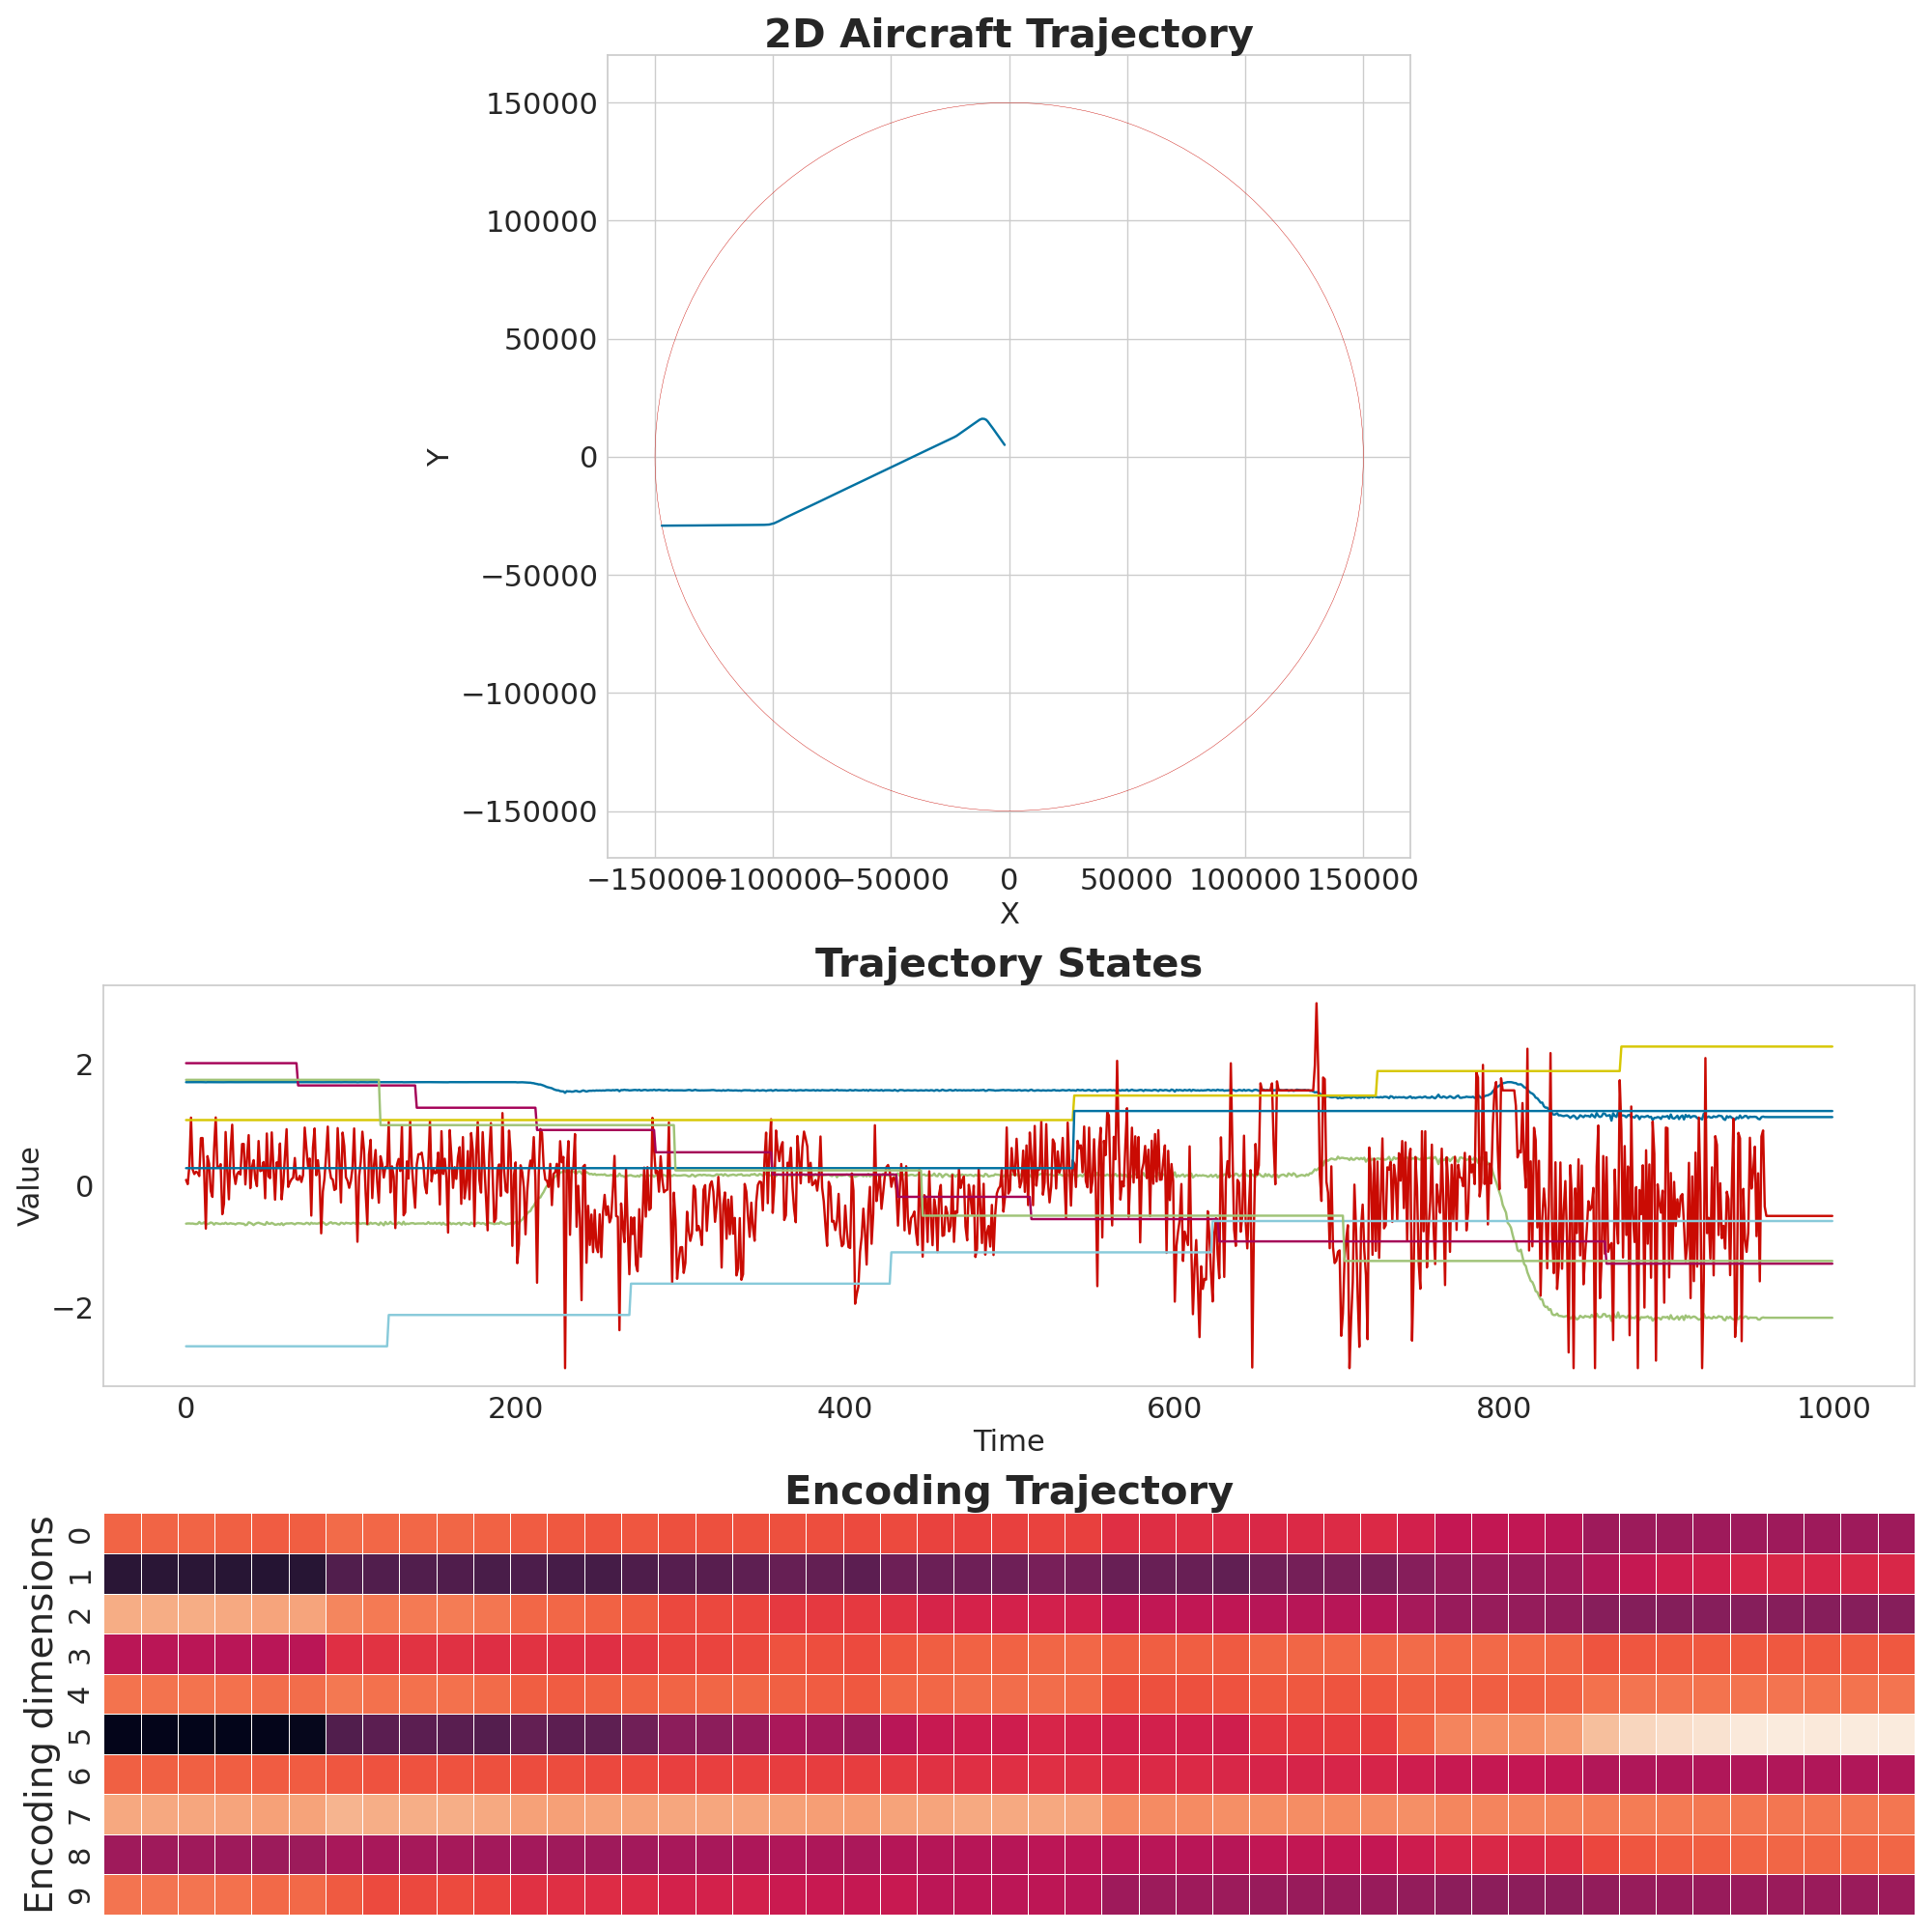 2D Aircraft Trajectory
150000
100000
50000
0
−50000
−100000
−150000
Y
−150000 −100000 −50000 0 50000 100000 150000
X
Trajectory States
2
0
−2
Value
0 200 400 600 800 1000
Time
Encoding Trajectory
0
1
2
3
4
5
6
7
8
9
Encoding dimensions